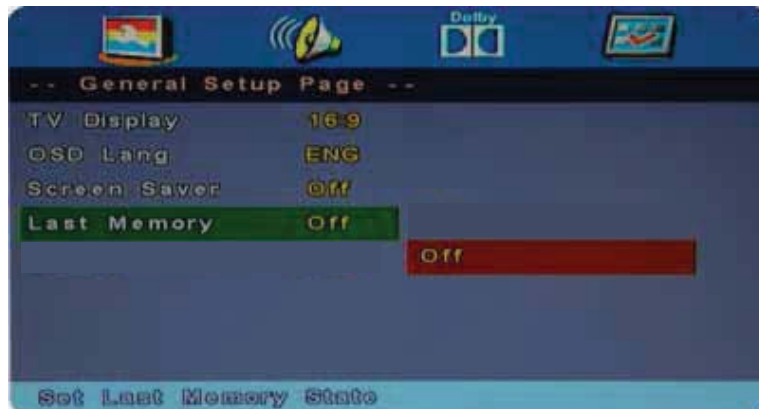 Dolby
-- General Setup Page --
TV Display 16:9
OSD Lang ENG
Screen Saver Off
Last Memory Off
Off
Set Last Memory State